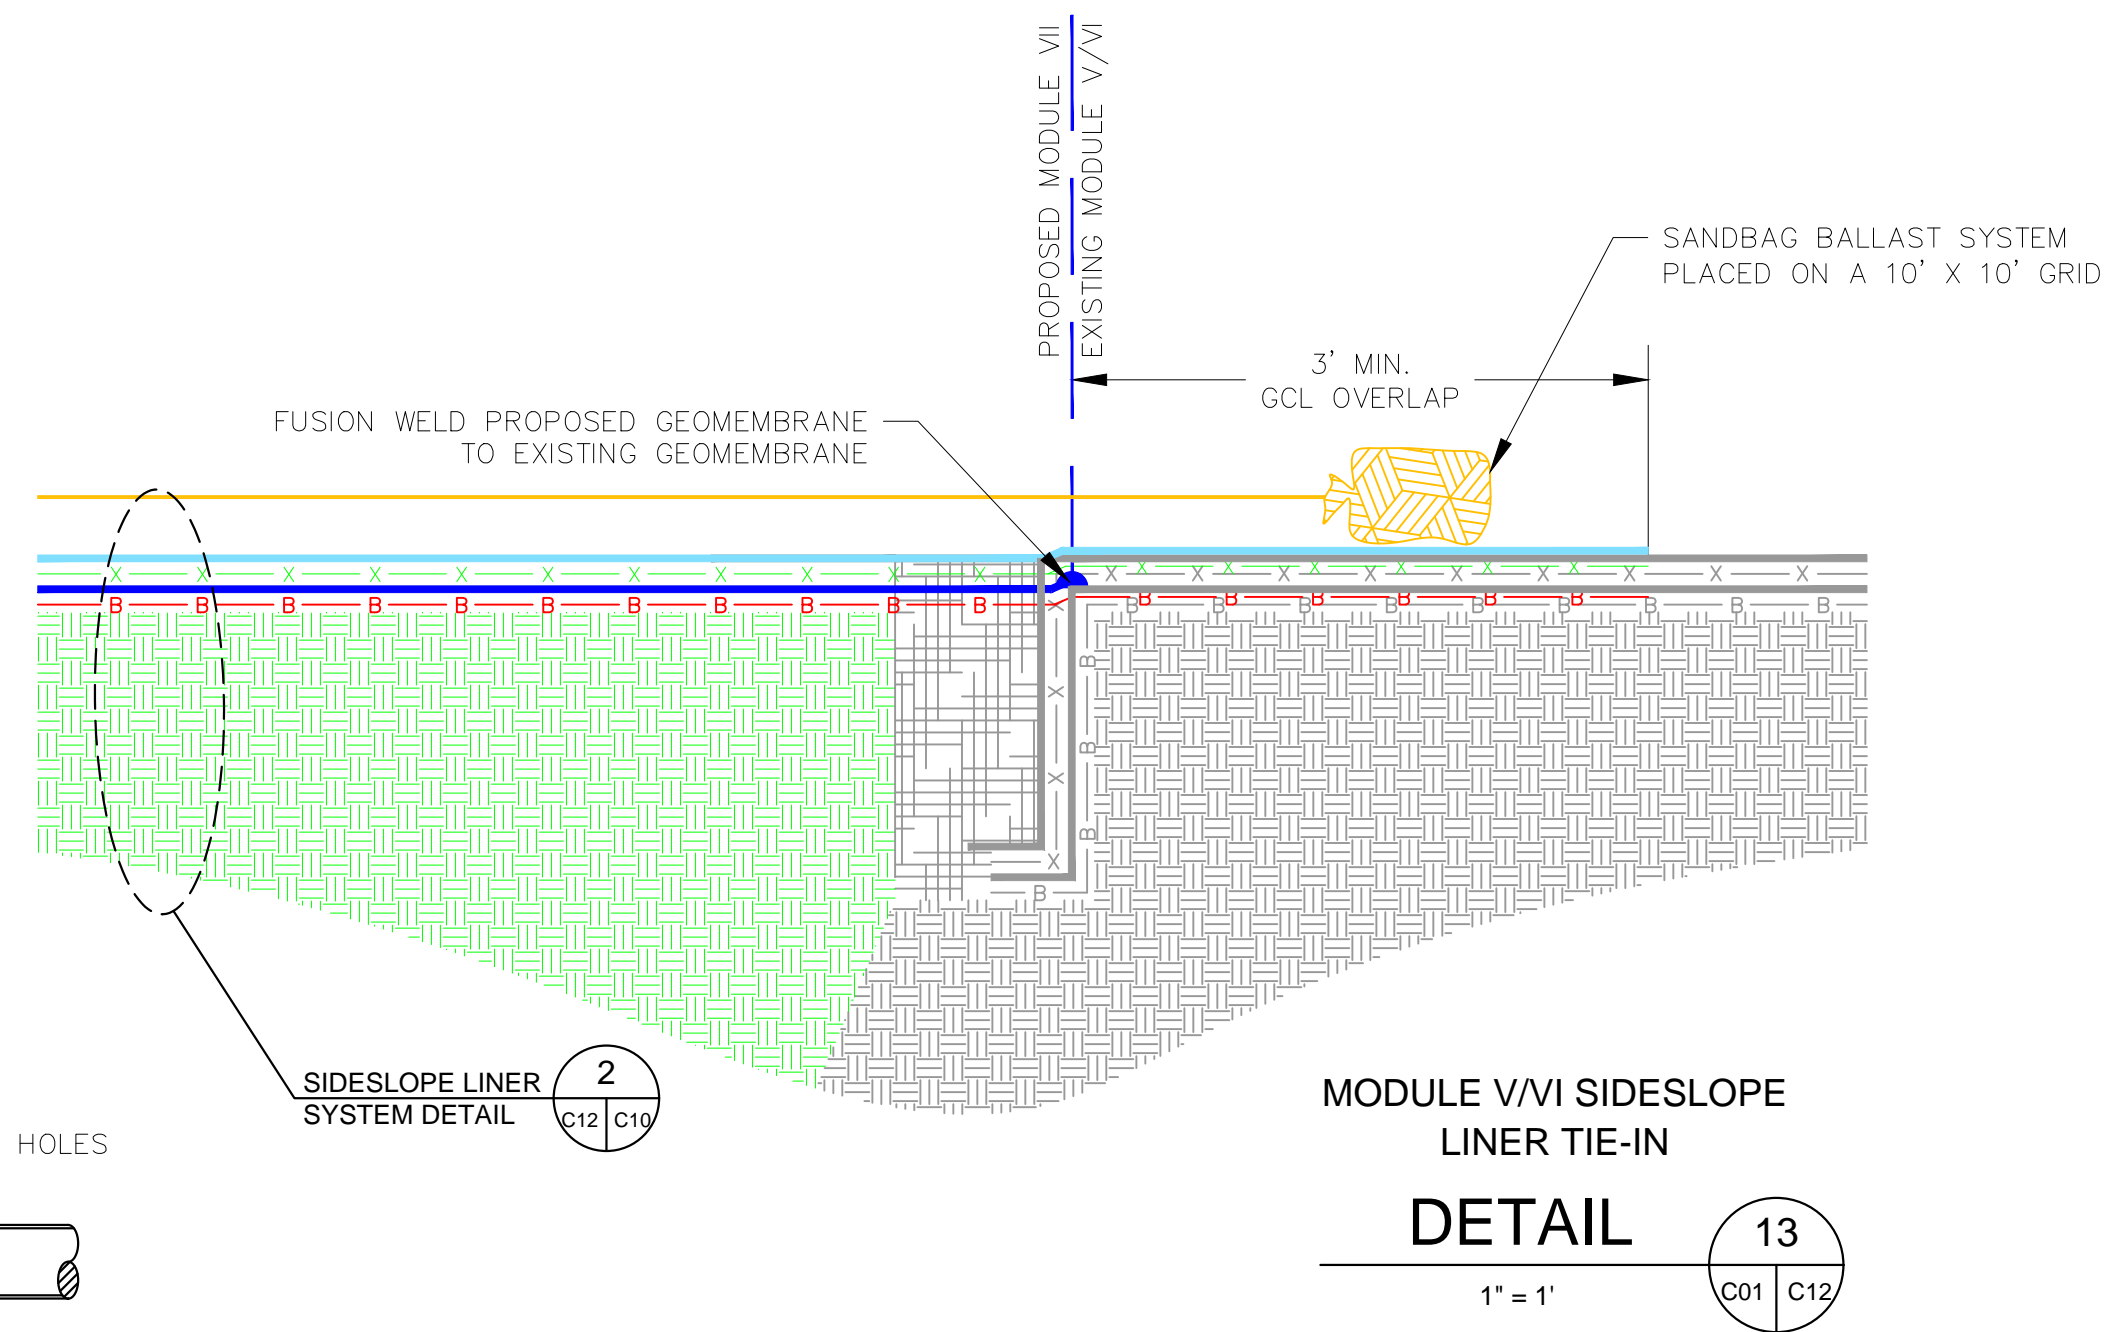 PROPOSED MODULE VII
EXISTING MODULE V/VI
SANDBAG BALLAST SYSTEM
PLACED ON A 10' X 10' GRID
3' MIN.
GCL OVERLAP
FUSION WELD PROPOSED GEOMEMBRANE
TO EXISTING GEOMEMBRANE
X X X X X X X X X X X X X X X X X X X X X X X X X X
B B B B B B B B B B B B B B B B B B B B B B B B B B
X
X
X
X
B
B
B
B
SIDESLOPE LINER
SYSTEM DETAIL
2
C12 C10
HOLES
MODULE V/VI SIDESLOPE
LINER TIE-IN
DETAIL
13
1" = 1'
C01 C12